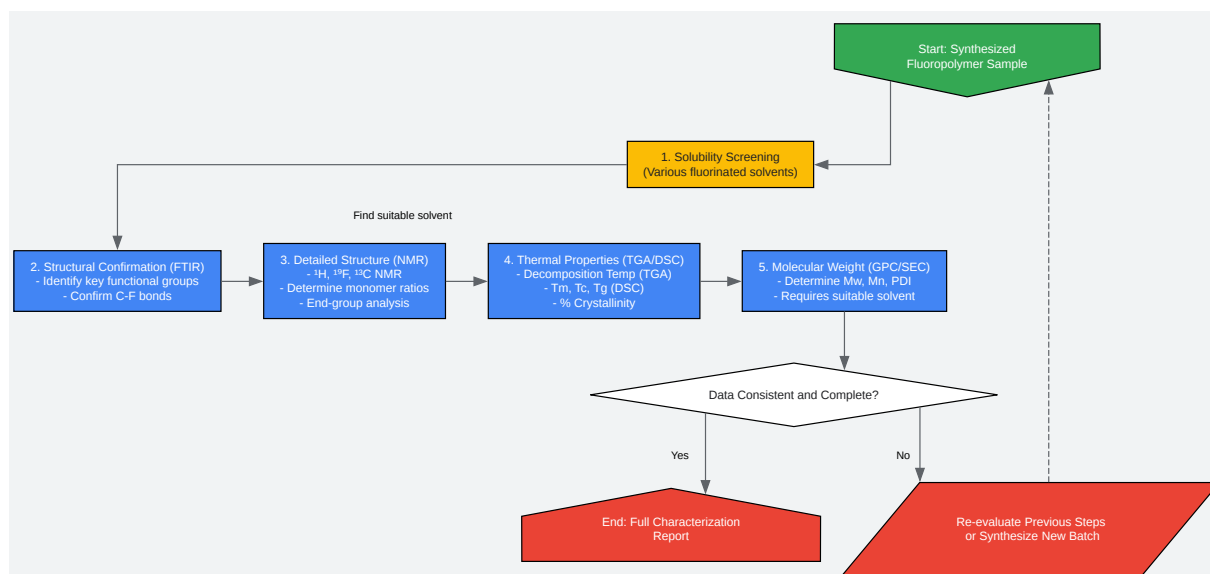 Start: Synthesized
Fluoropolymer Sample
1. Solubility Screening
(Various fluorinated solvents)
Find suitable solvent
2. Structural Confirmation (FTIR)
- Identify key functional groups
- Confirm C-F bonds
3. Detailed Structure (NMR)
- ¹H, ¹⁹F, ¹³C NMR
- Determine monomer ratios
- End-group analysis
4. Thermal Properties (TGA/DSC)
- Decomposition Temp (TGA)
- Tm, Tc, Tg (DSC)
- % Crystallinity
5. Molecular Weight (GPC/SEC)
- Determine Mw, Mn, PDI
- Requires suitable solvent
Data Consistent and Complete?
Yes
No
End: Full Characterization
Report
Re-evaluate Previous Steps
or Synthesize New Batch